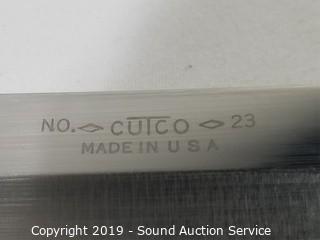 NO. CUTCO 23
MADE IN U S A
Copyright 2019 - Sound Auction Service